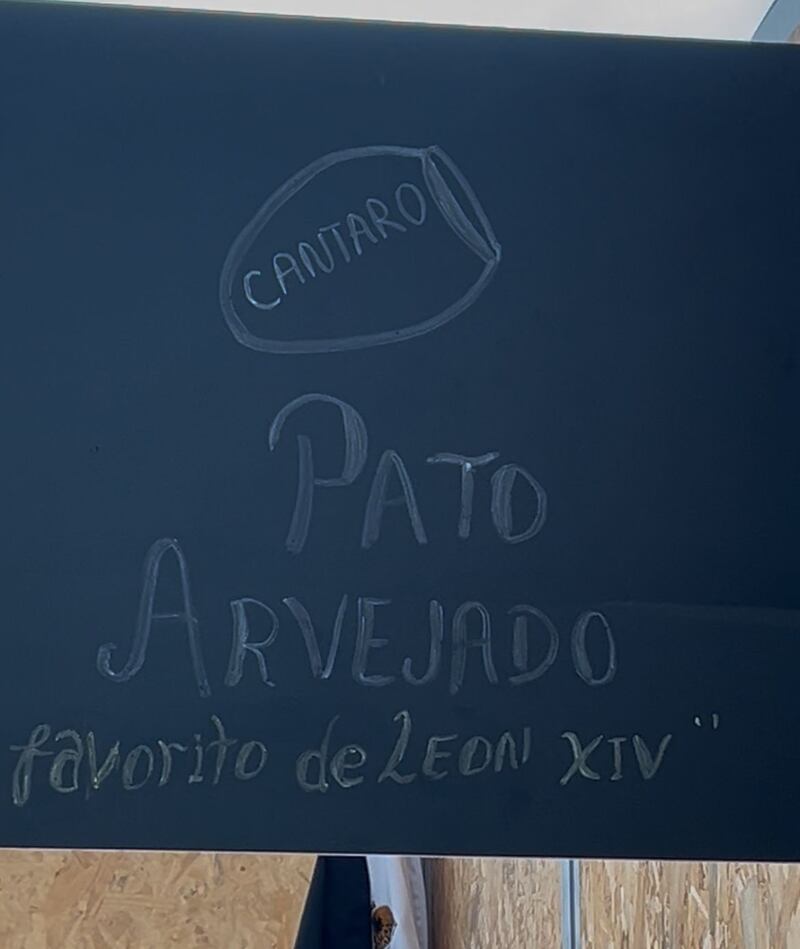 CANTARO
PATO
ARVEJADO
favorito de LEON XIV"